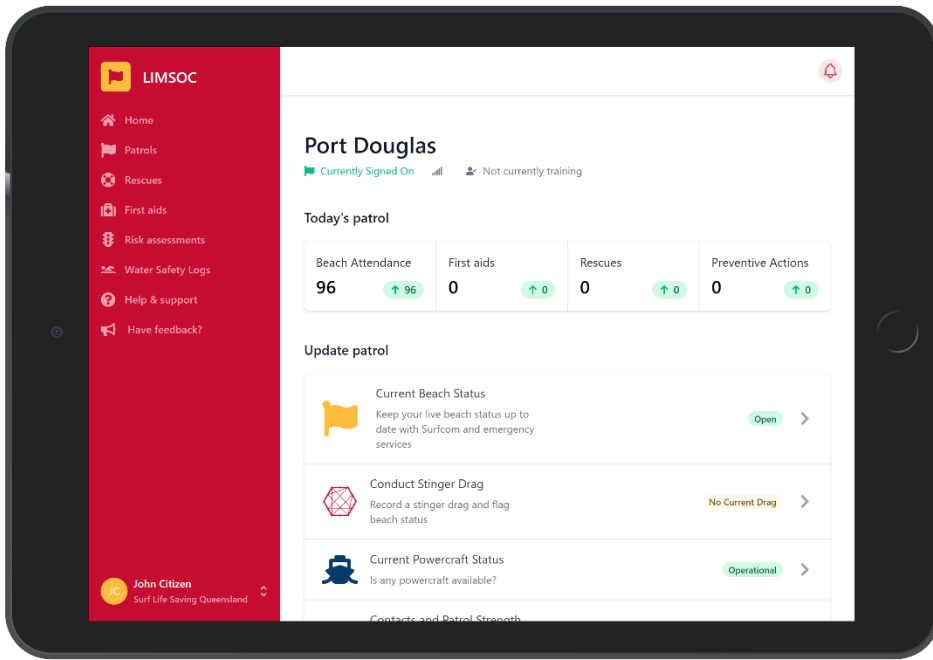 LIMSOC
Home
Patrols
Rescues
First aids
Risk assessments
Water Safety Logs
Help & support
Have feedback?
JC
John Citizen
Surf Life Saving Queensland
Port Douglas
Currently Signed On
Not currently training
Today's patrol
Beach Attendance
96
96
First aids
0
0
Rescues
0
0
Preventive Actions
0
0
Update patrol
Current Beach Status
Keep your live beach status up to
date with Surfcom and emergency
services
Open
Conduct Stinger Drag
Record a stinger drag and flag
beach status
No Current Drag
Current Powercraft Status
Is any powercraft available?
Operational
Contacts and Patrol Strength